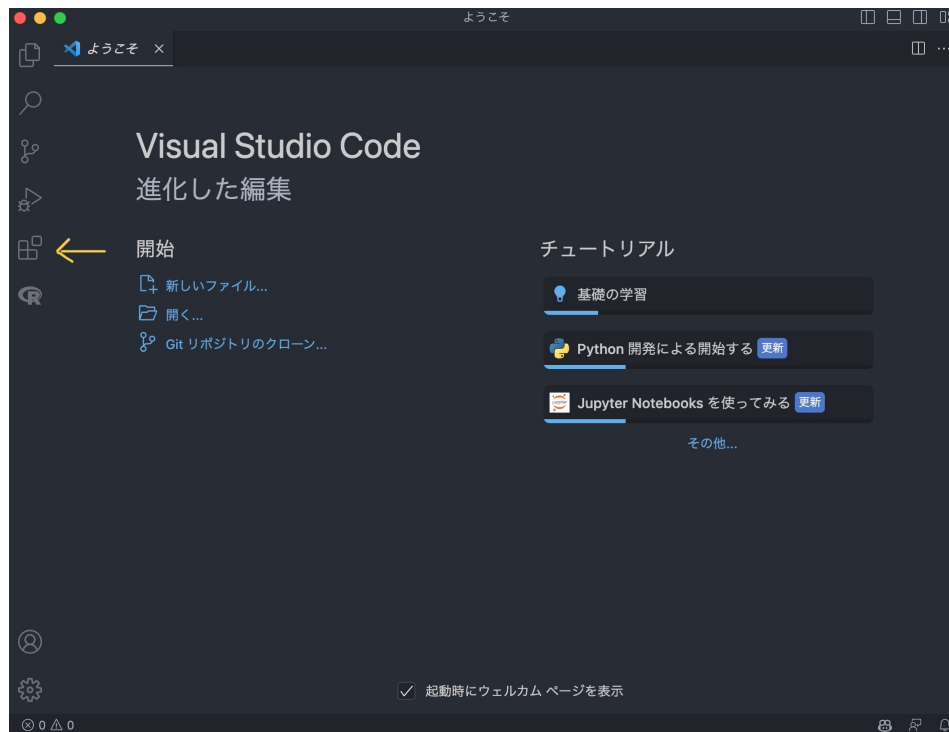 ようこそ
ようこそ
Visual Studio Code
進化した編集
開始
新しいファイル...
開く...
Git リポジトリのクローン...
チュートリアル
基礎の学習
Python 開発による開始する 更新
Jupyter Notebooks を使ってみる 更新
その他...
起動時にウェルカム ページを表示
0 0